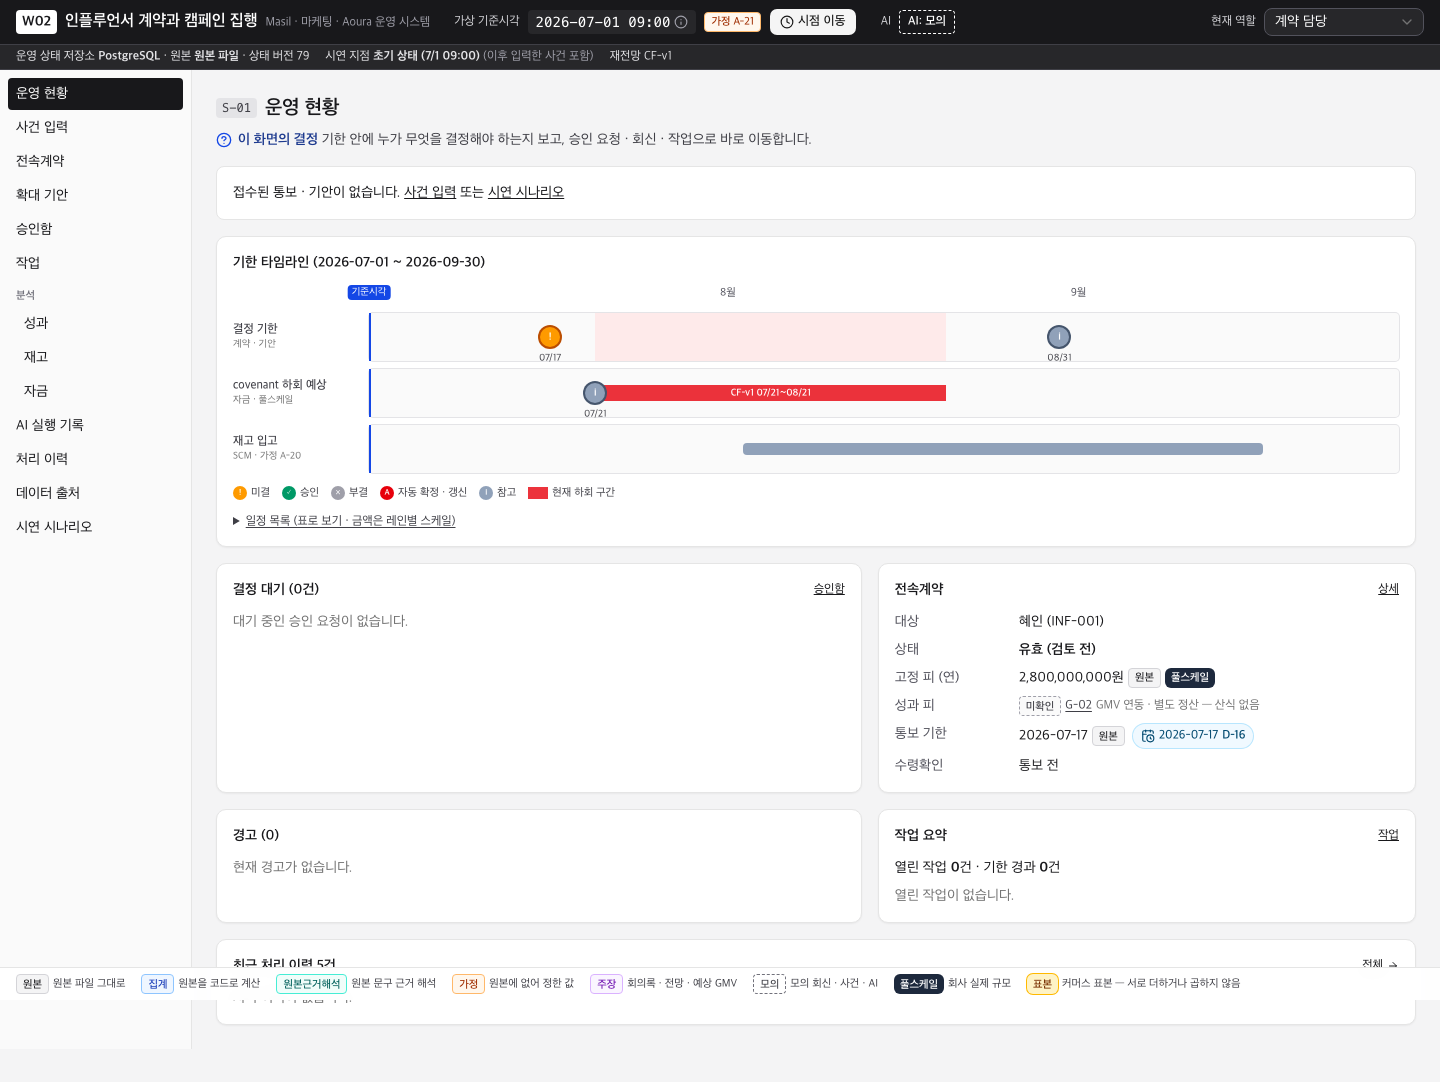 W02 인플루언서 계약과 캠페인 집행 Masil · 마케팅 · Aoura 운영 시스템 가상 기준시각 2026-07-01 09:00 가정 A-21 시점 이동 AI AI: 모의 현재 역할 계약 담당
운영 상태 저장소 PostgreSQL · 원본 원본 파일 · 상태 버전 79 시연 지점 초기 상태 (7/1 09:00) (이후 입력한 사건 포함) 재전망 CF-v1
운영 현황
사건 입력
전속계약
확대 기안
승인함
작업
분석
성과
재고
자금
AI 실행 기록
처리 이력
데이터 출처
시연 시나리오
S-01 운영 현황
이 화면의 결정 기한 안에 누가 무엇을 결정해야 하는지 보고, 승인 요청 · 회신 · 작업으로 바로 이동합니다.
접수된 통보 · 기안이 없습니다. 사건 입력 또는 시연 시나리오
기한 타임라인 (2026-07-01 ~ 2026-09-30)
기준시각 8월 9월
결정 기한
계약 · 기안
! 07/17
i 08/31
covenant 하회 예상
자금 · 풀스케일
i 07/21
CF-v1 07/21~08/21
재고 입고
SCM · 가정 A-20
! 미결 ✓ 승인 × 부결 A 자동 확정 · 갱신 i 참고 현재 하회 구간
▶ 일정 목록 (표로 보기 · 금액은 레인별 스케일)
결정 대기 (0건) 승인함
대기 중인 승인 요청이 없습니다.
전속계약 상세
대상 혜인 (INF-001)
상태 유효 (검토 전)
고정 피 (연) 2,800,000,000원 원본 풀스케일
성과 피 미확인 G-02 GMV 연동 · 별도 정산 — 산식 없음
통보 기한 2026-07-17 원본 2026-07-17 D-16
수령확인 통보 전
경고 (0)
현재 경고가 없습니다.
작업 요약 작업
열린 작업 0건 · 기한 경과 0건
열린 작업이 없습니다.
최근 처리 이력 5건 전체 →
원본 원본 파일 그대로 집계 원본을 코드로 계산 원본근거해석 원본 문구 근거 해석 가정 원본에 없어 정한 값 주장 회의록 · 전망 · 예상 GMV 모의 모의 회신 · 사건 · AI 풀스케일 회사 실제 규모 표본 커머스 표본 — 서로 더하거나 곱하지 않음